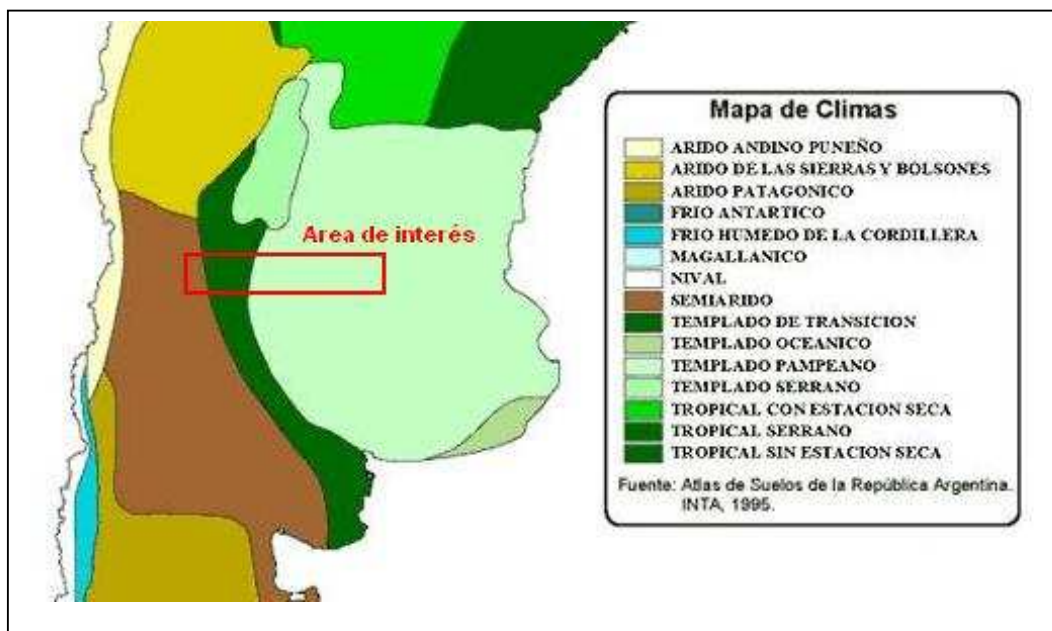 Area de interés
Mapa de Climas
ARIDO ANDINO PUNEÑO
ARIDO DE LAS SIERRAS Y BOLSONES
ARIDO PATAGONICO
FRIO ANTARTICO
FRIO HUMEDO DE LA CORDILLERA
MAGALLANICO
NIVAL
SEMIARIDO
TEMPLADO DE TRANSICION
TEMPLADO OCEANICO
TEMPLADO PAMPEANO
TEMPLADO SERRANO
TROPICAL CON ESTACION SECA
TROPICAL SERRANO
TROPICAL SIN ESTACION SECA
Fuente: Atlas de Suelos de la República Argentina.
INTA, 1995.